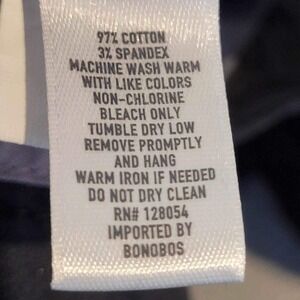 97% COTTON
3% SPANDEX
MACHINE WASH WARM
WITH LIKE COLORS
NON-CHLORINE
BLEACH ONLY
TUMBLE DRY LOW
REMOVE PROMPTLY
AND HANG
WARM IRON IF NEEDED
DO NOT DRY CLEAN
RN# 128054
IMPORTED BY
BONOBOS